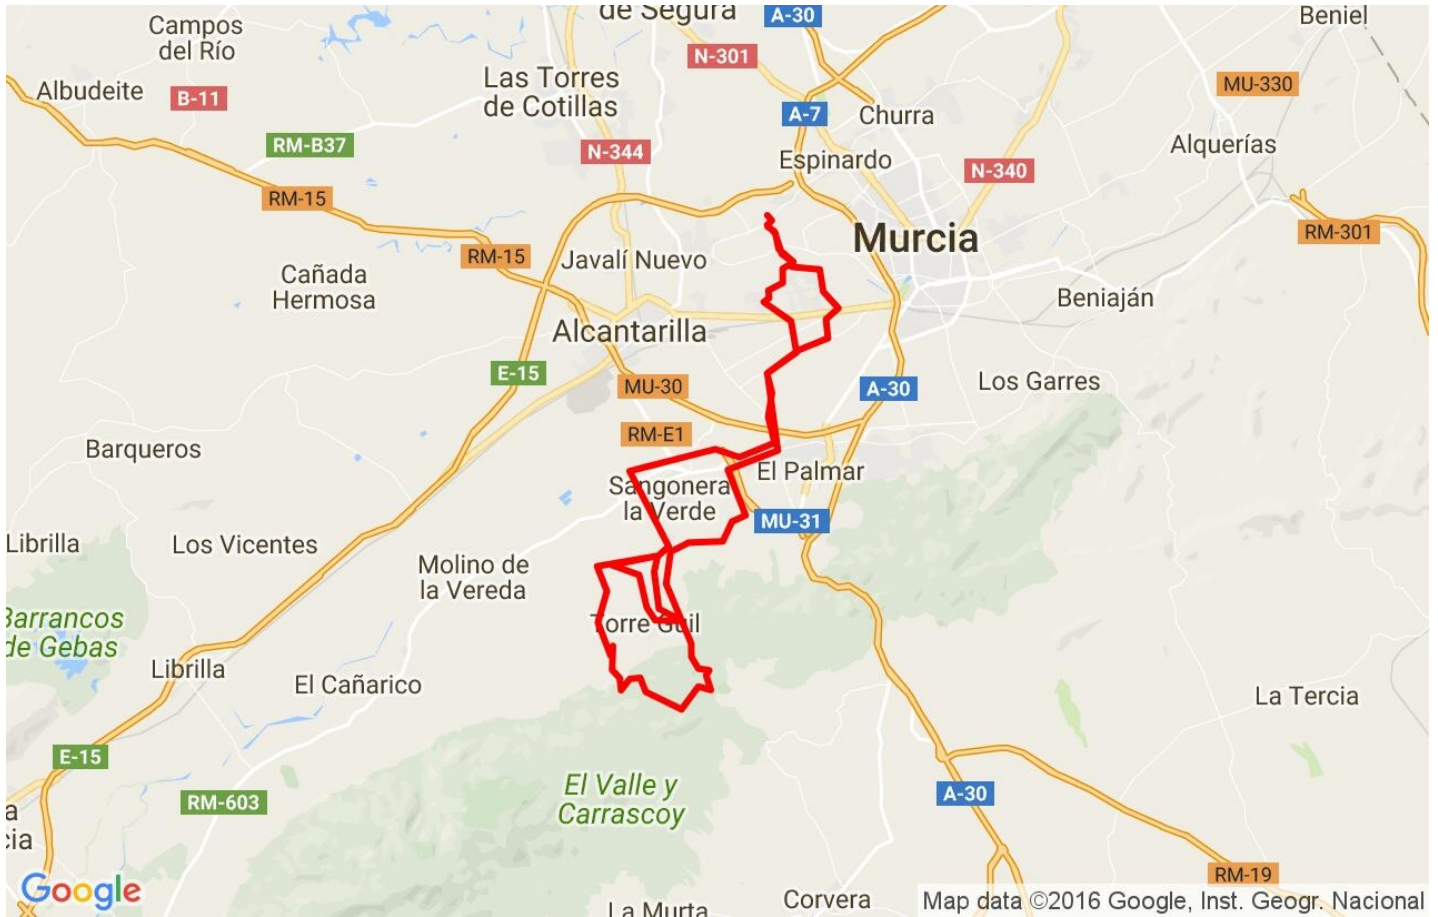 de Segura
A-30
Beniel
Campos
del Río
N-301
Las Torres
de Cotillas
MU-330
Albudeite
B-11
A-7
Churra
RM-B37
N-344
Espinardo
Alquerías
N-340
RM-15
Murcia
RM-301
RM-15
Javalí Nuevo
Cañada
Hermosa
Beniaján
Alcantarilla
E-15
MU-30
A-30
Los Garres
RM-E1
Barqueros
El Palmar
Sangonera
la Verde
MU-31
Librilla
Los Vicentes
Molino de
la Vereda
Barrancos
de Gebas
Torre Guil
Librilla
El Cañarico
La Tercia
E-15
El Valle y
Carrascoy
RM-603
A-30
a
cia
RM-19
Google
Corvera
La Murta
Map data ©2016 Google, Inst. Geogr. Nacional